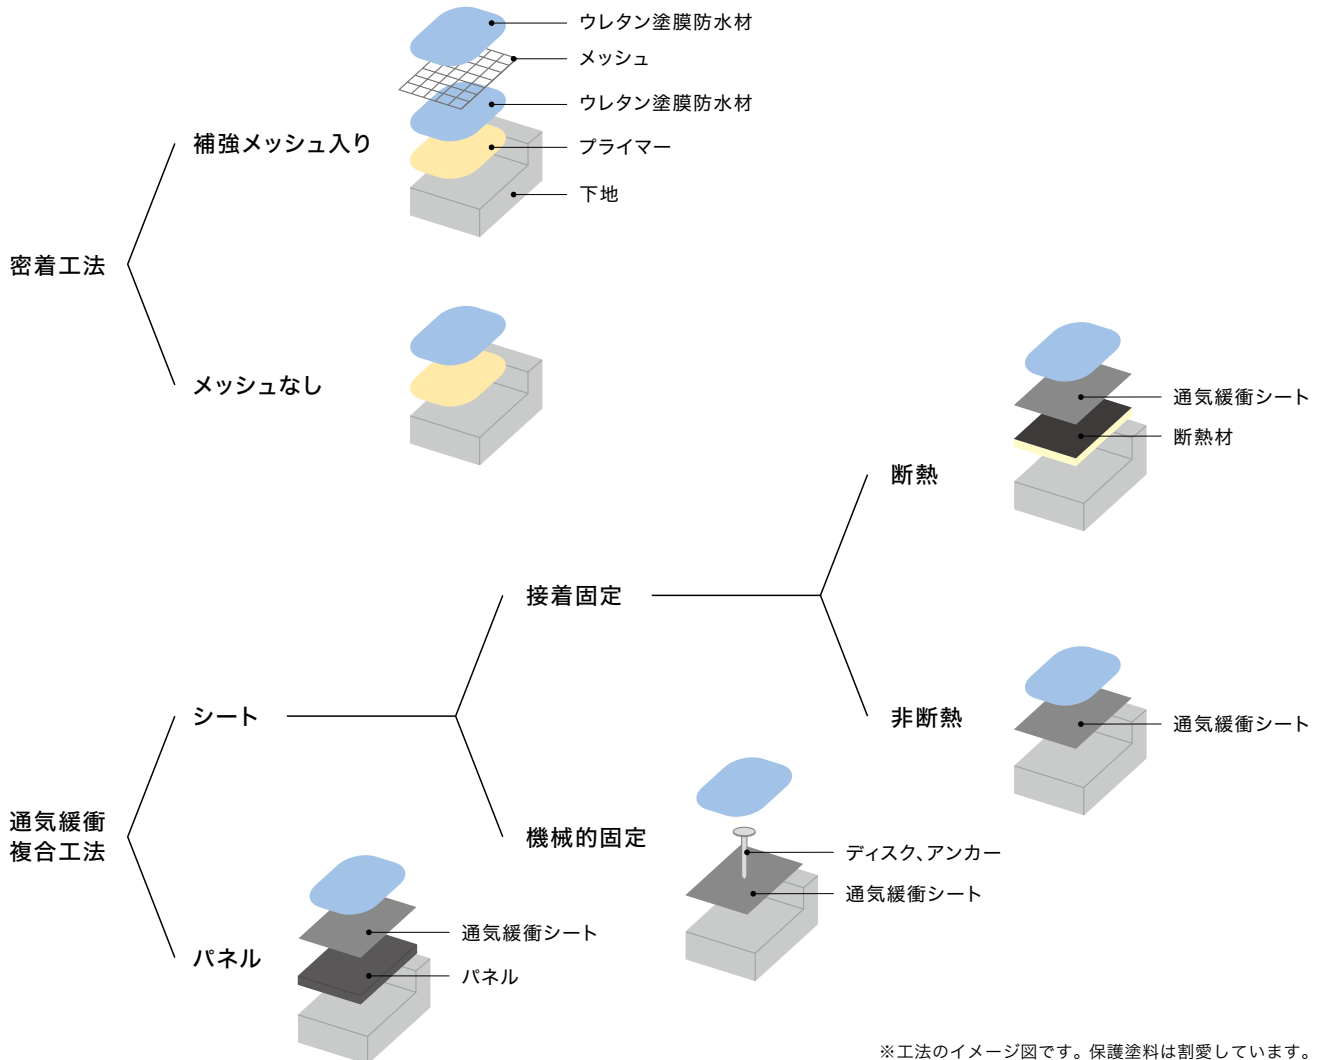 ウレタン塗膜防水材
メッシュ
ウレタン塗膜防水材
補強メッシュ入り
プライマー
下地
密着工法
メッシュなし
通気緩衝シート
断熱材
断熱
接着固定
シート
非断熱
通気緩衝シート
通気緩衝
複合工法
機械的固定
ディスク、アンカー
通気緩衝シート
通気緩衝シート
パネル
パネル
※工法のイメージ図です。保護塗料は割愛しています。